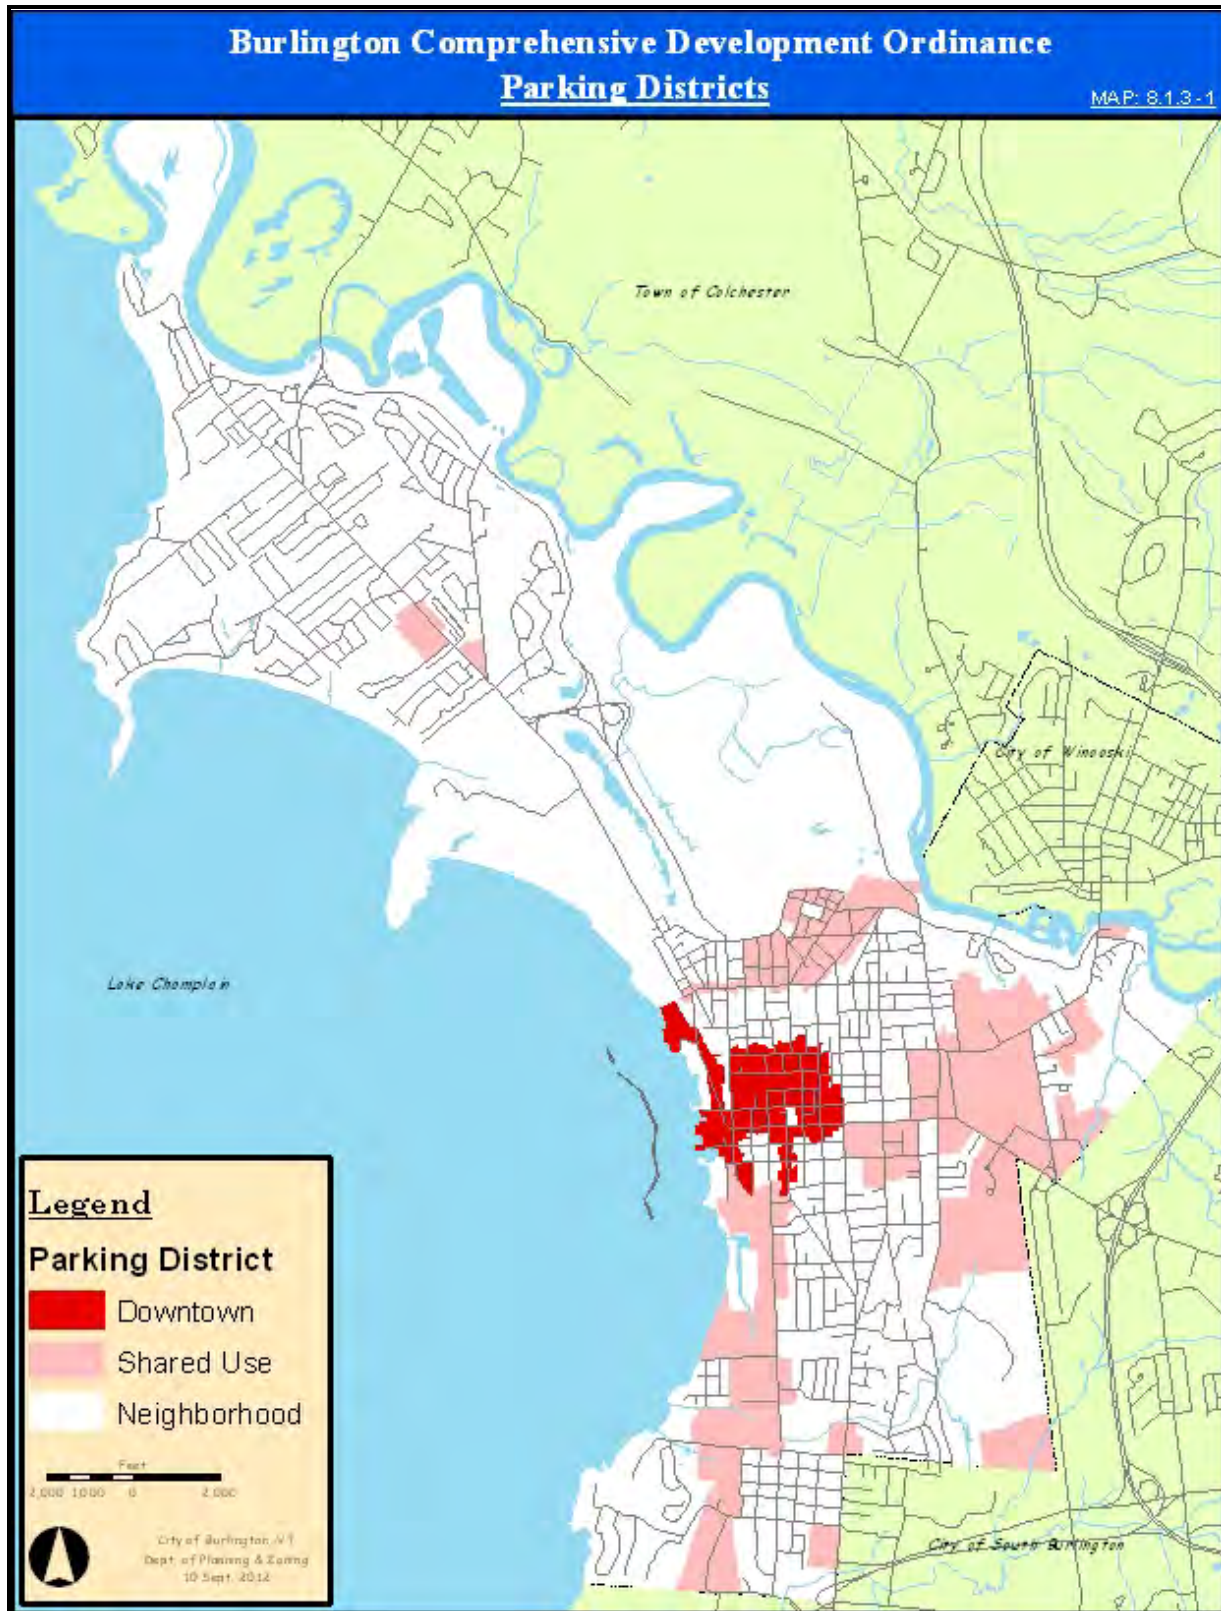 Burlington Comprehensive Development Ordinance
Parking Districts
MAP: 8.1.3-1
Town of Colchester
City of Winooski
Lake Champlain
Legend
Parking District
Downtown
Shared Use
Neighborhood
Feet
2,000 1,000 0 2,000
City of Burlington, VT
Dept. of Planning & Zoning
10 Sept. 2012
City of South Burlington